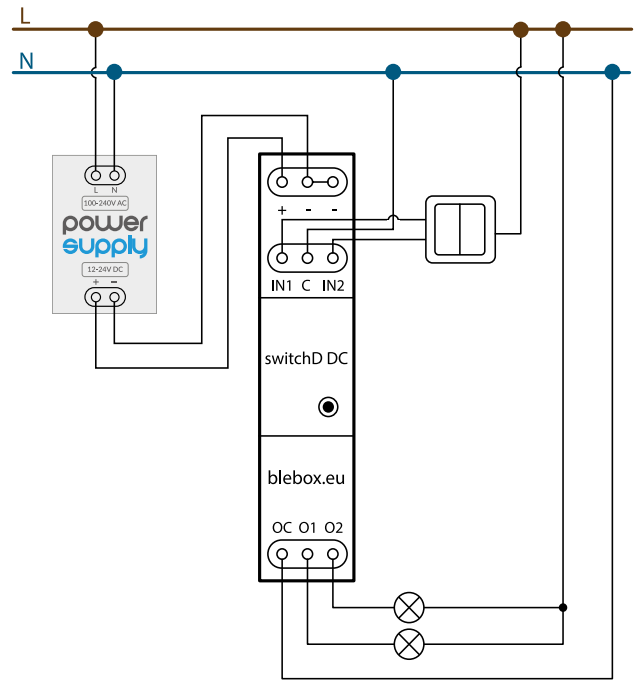 L
N
L N
100-240V AC
power
supply
12-24V DC
+ -
+ - -
IN1 C IN2
switchD DC
blebox.eu
OC O1 O2